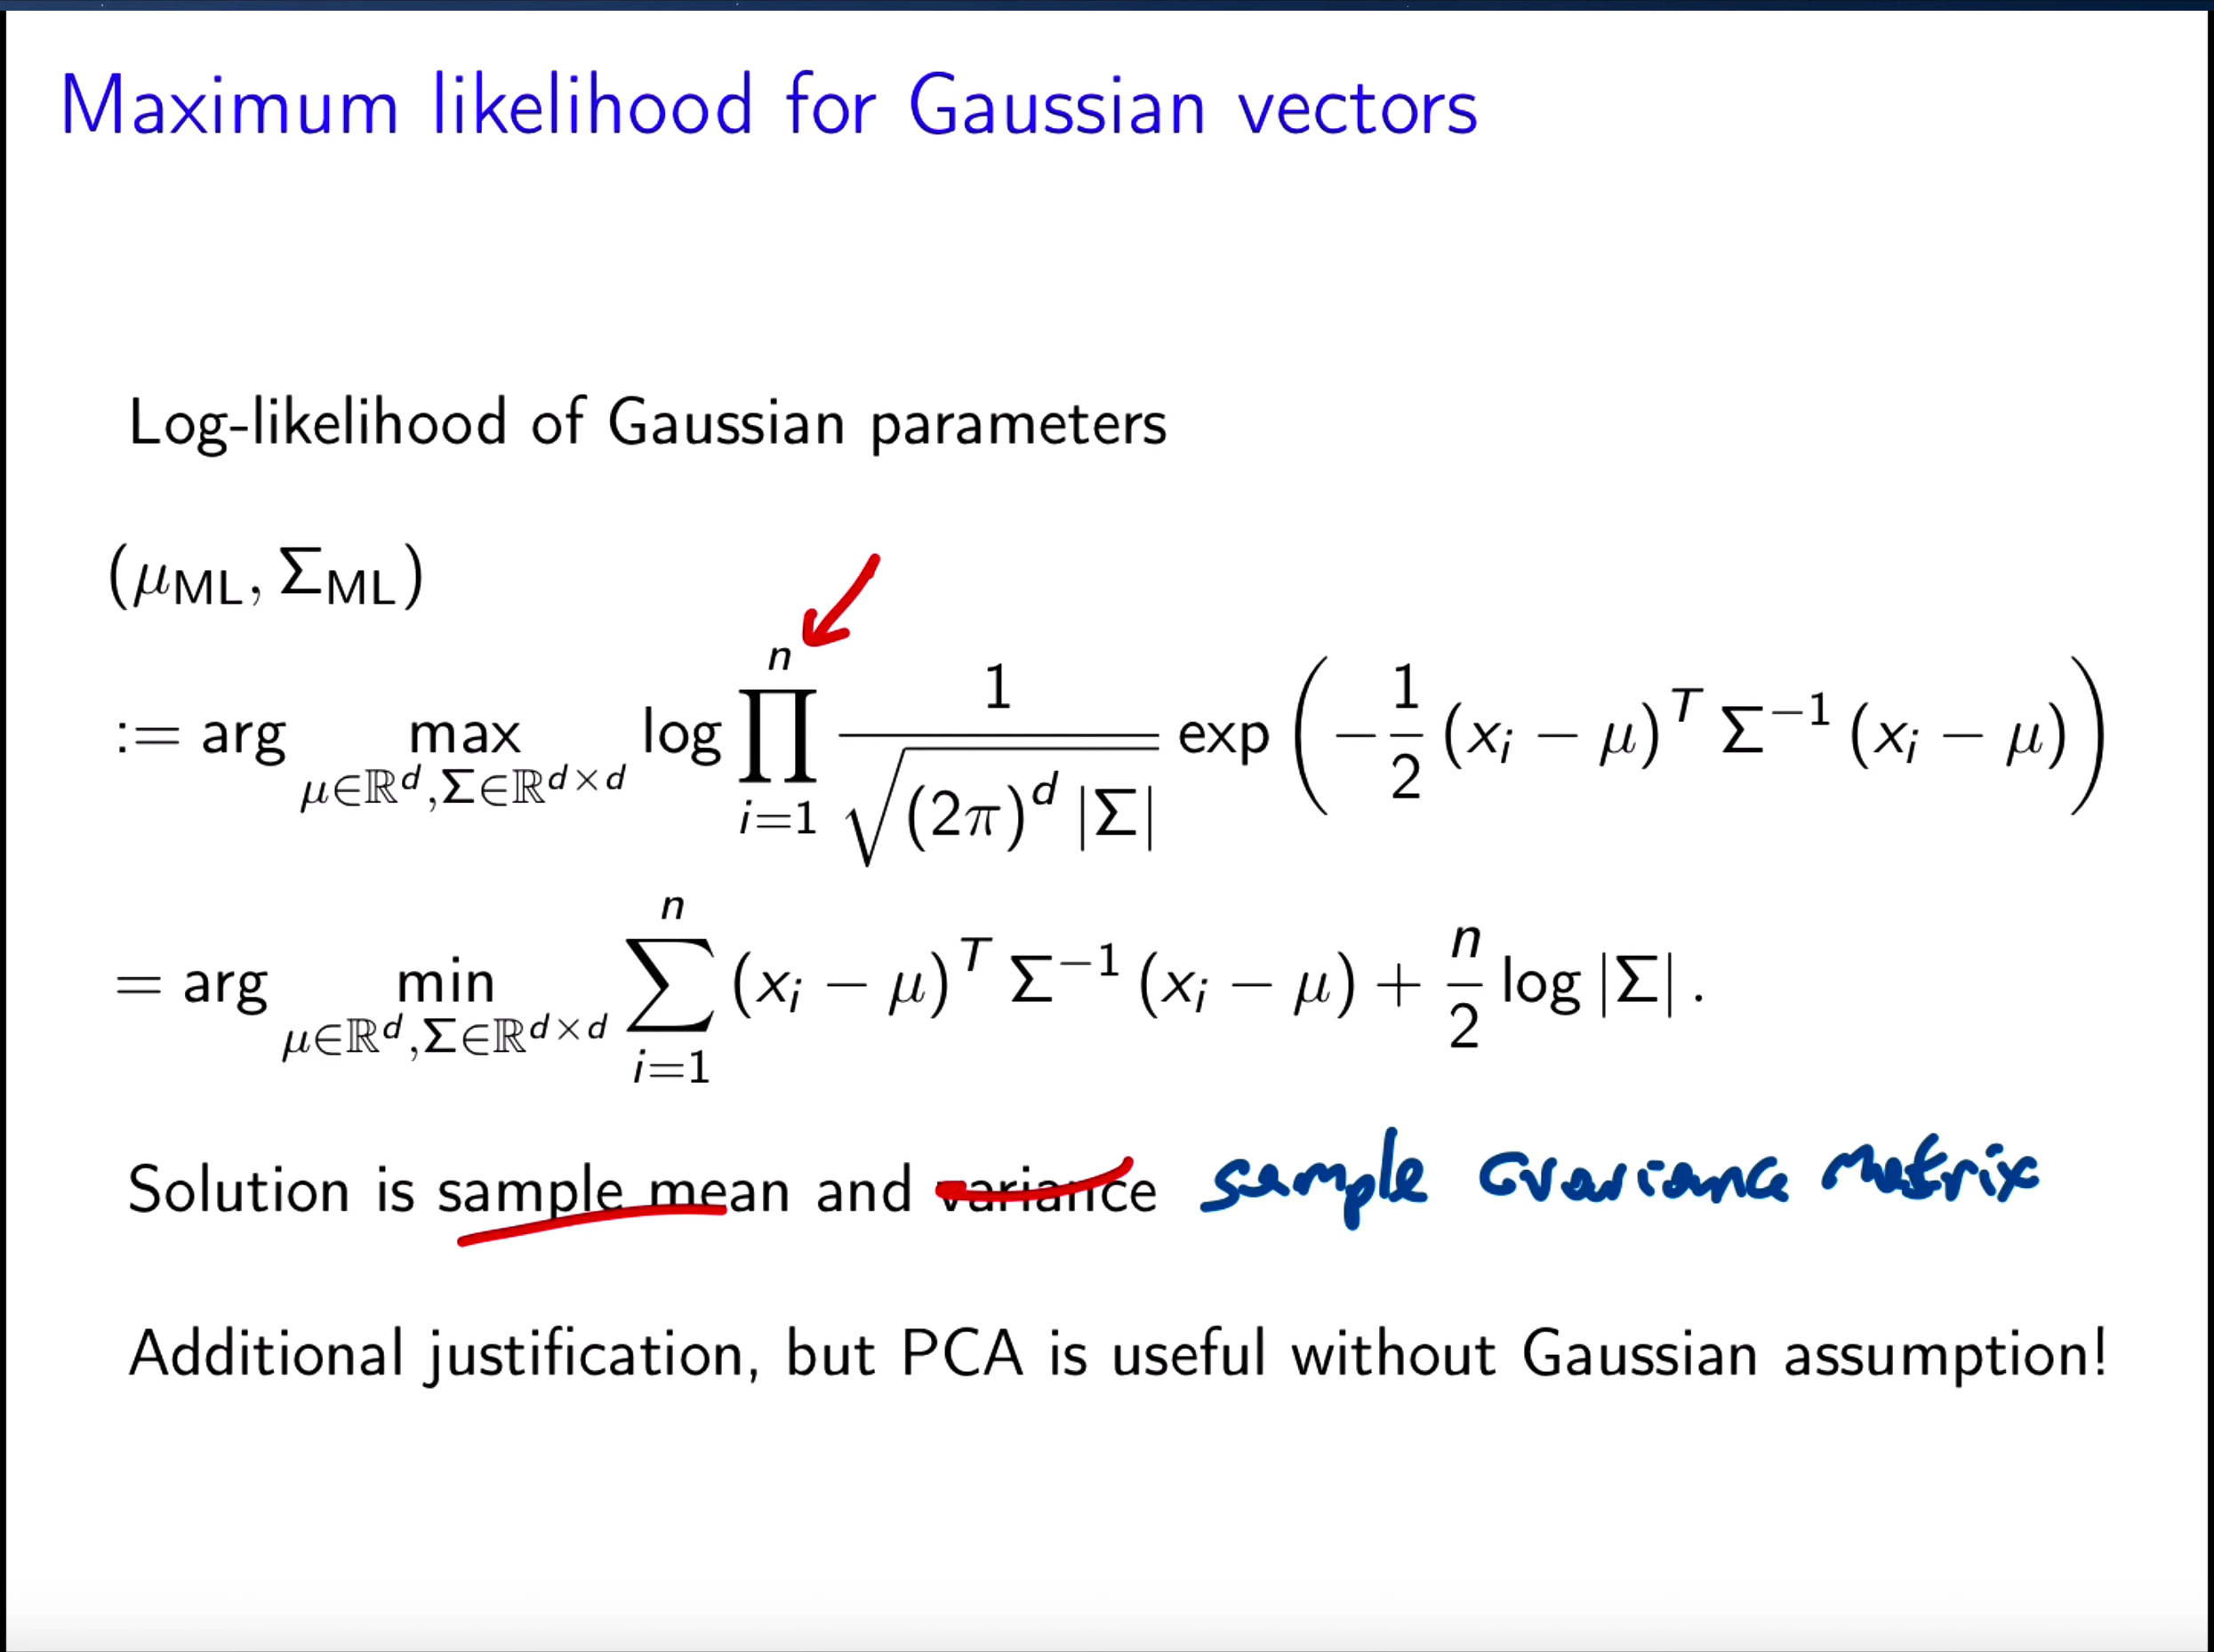 Maximum likelihood for Gaussian vectors
Log-likelihood of Gaussian parameters
(μ_ML, Σ_ML)
:= arg max_{μ∈ℝ^d, Σ∈ℝ^{d×d}} log ∏_{i=1}^{n} 1/√((2π)^d |Σ|) exp(−1/2 (x_i − μ)^T Σ^{−1} (x_i − μ))
= arg min_{μ∈ℝ^d, Σ∈ℝ^{d×d}} ∑_{i=1}^{n} (x_i − μ)^T Σ^{−1} (x_i − μ) + n/2 log |Σ| .
Solution is sample mean and variance sample covariance matrix
Additional justification, but PCA is useful without Gaussian assumption!